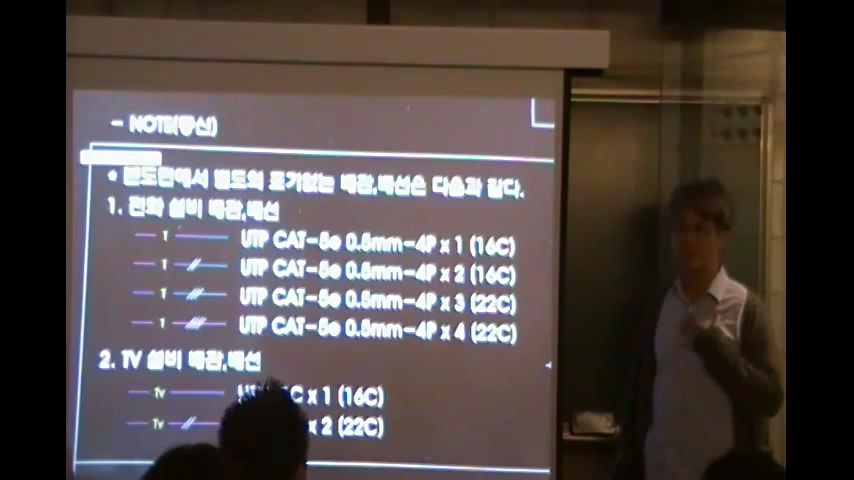 - NOTE(통신)
* 본도면에서 별도의 표기없는 배관,배선은 다음과 같다.
1. 전화 설비 배관,배선
T UTP CAT-5e 0.5mm-4P x 1 (16C)
T UTP CAT-5e 0.5mm-4P x 2 (16C)
T UTP CAT-5e 0.5mm-4P x 3 (22C)
T UTP CAT-5e 0.5mm-4P x 4 (22C)
2. TV 설비 배관,배선
TV C x 1 (16C)
TV x 2 (22C)